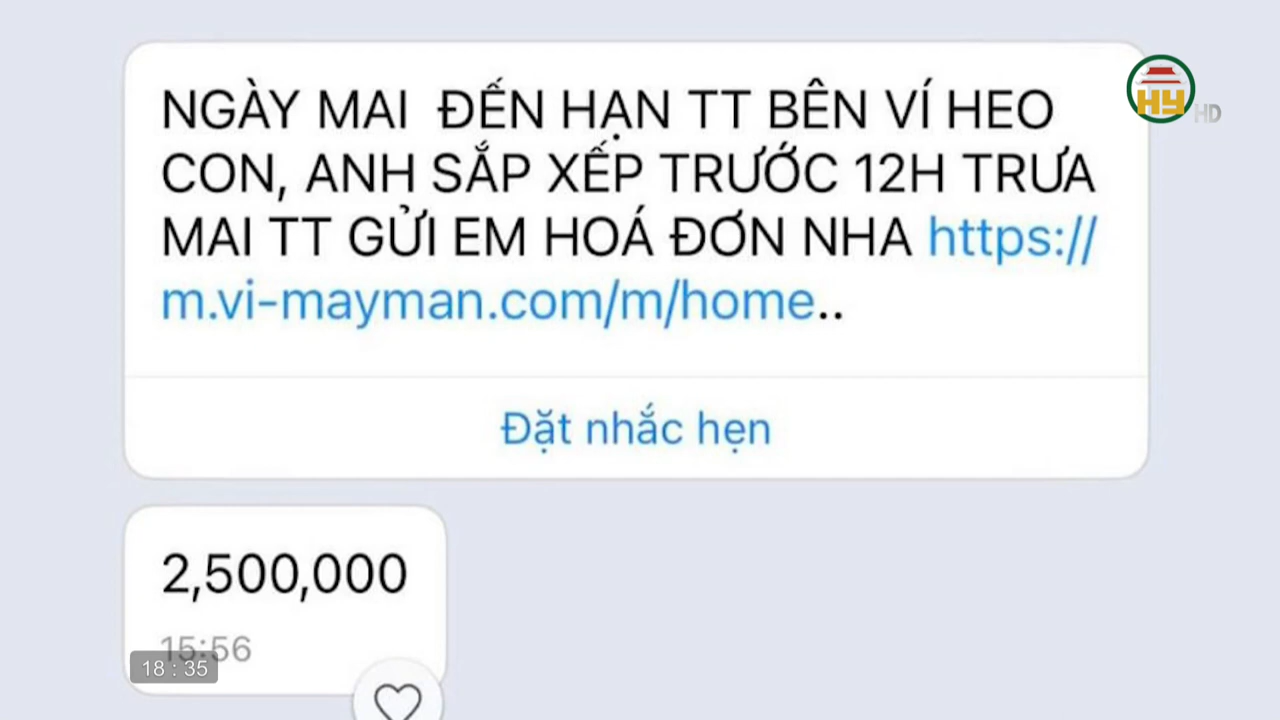 NGÀY MAI  ĐẾN HẠN TT BÊN VÍ HEO
CON, ANH SẮP XẾP TRƯỚC 12H TRƯA
MAI TT GỬI EM HOÁ ĐƠN NHA https://
m.vi-mayman.com/m/home..
Đặt nhắc hẹn
2,500,000
15:56
18 : 35
HY HD